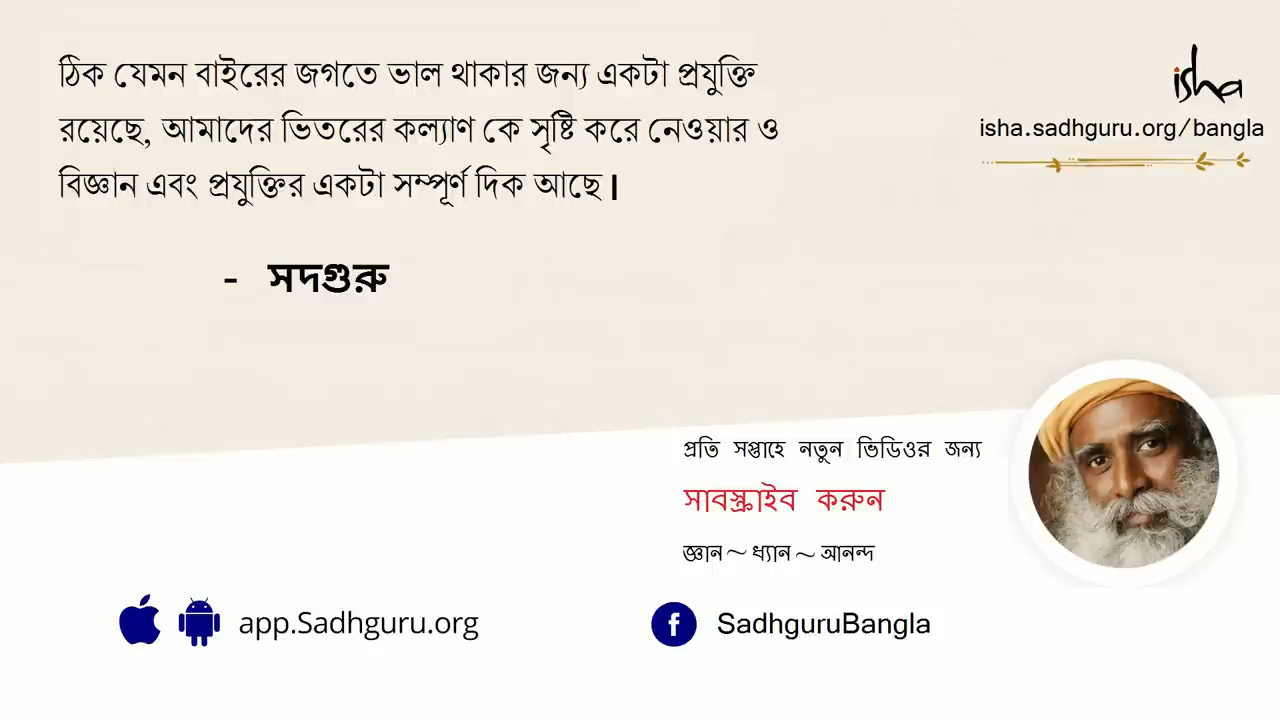 ঠিক যেমন বাইরের জগতে ভাল থাকার জন্য একটা প্রযুক্তি
রয়েছে, আমাদের ভিতরের কল্যাণ কে সৃষ্টি করে নেওয়ার ও
বিজ্ঞান এবং প্রযুক্তির একটা সম্পূর্ণ দিক আছে ।
- সদগুরু
isha
isha.sadhguru.org/bangla
প্রতি সপ্তাহে নতুন ভিডিওর জন্য
সাবস্ক্রাইব করুন
জ্ঞান ~ ধ্যান ~ আনন্দ
app.Sadhguru.org
f SadhguruBangla